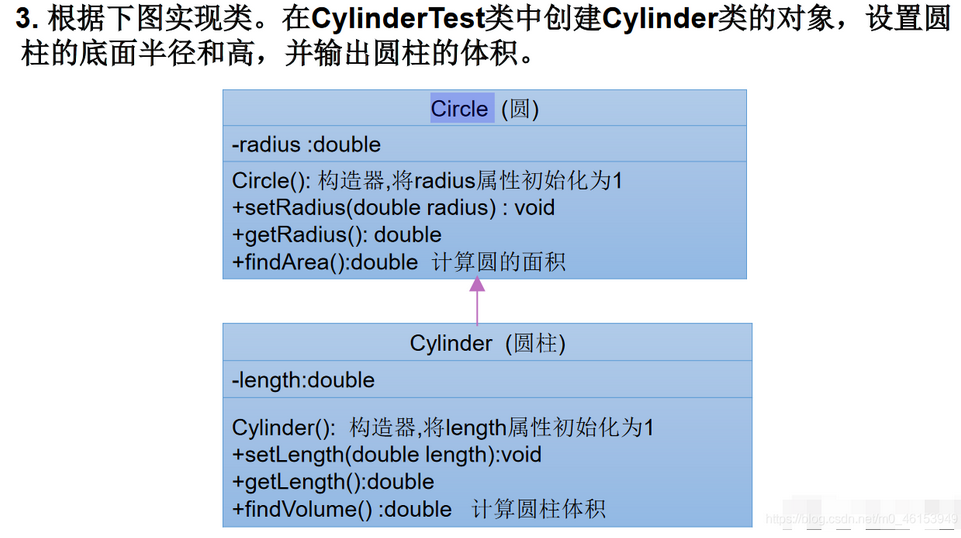 3. 根据下图实现类。在CylinderTest类中创建Cylinder类的对象，设置圆
柱的底面半径和高，并输出圆柱的体积。
Circle (圆)
-radius :double
Circle(): 构造器,将radius属性初始化为1
+setRadius(double radius) : void
+getRadius(): double
+findArea():double 计算圆的面积
Cylinder (圆柱)
-length:double
Cylinder(): 构造器,将length属性初始化为1
+setLength(double length):void
+getLength():double
+findVolume() :double 计算圆柱体积
https://blog.csdn.net/m0_46153949